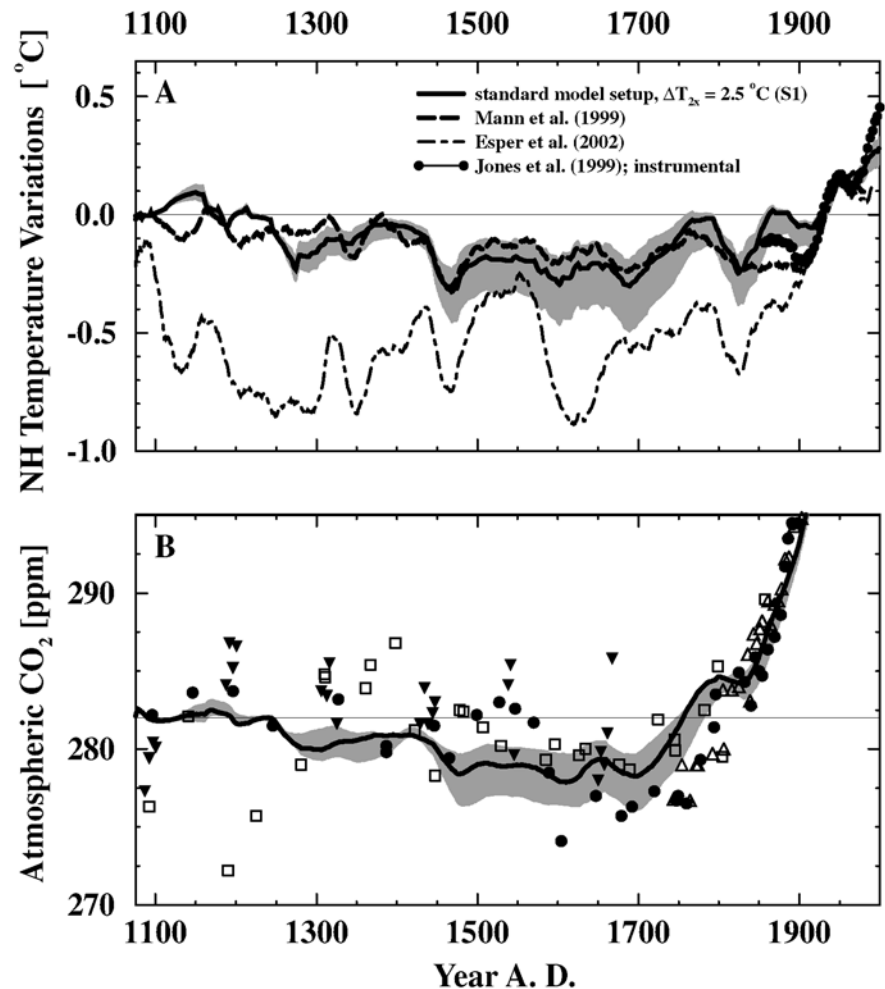 1100 1300 1500 1700 1900
NH Temperature Variations [ °C]
A
0.5
0.0
-0.5
-1.0
standard model setup, ΔT2x = 2.5 °C (S1)
Mann et al. (1999)
Esper et al. (2002)
Jones et al. (1999); instrumental
Atmospheric CO2 [ppm]
B
290
280
270
1100 1300 1500 1700 1900
Year A. D.